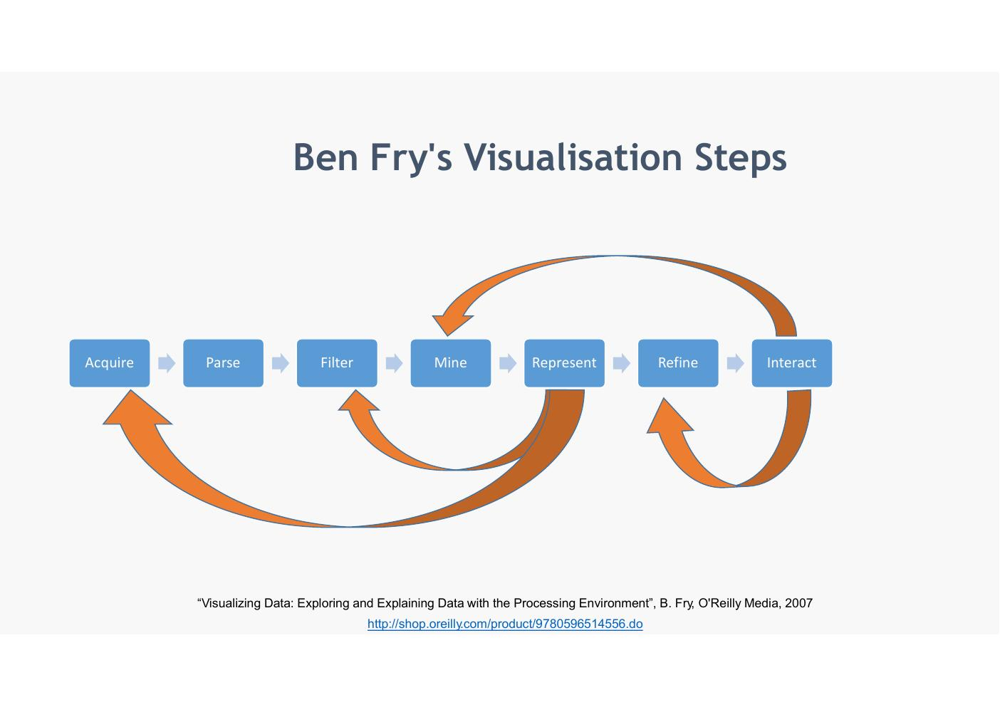 Ben Fry's Visualisation Steps
Acquire
Parse
Filter
Mine
Represent
Refine
Interact
“Visualizing Data: Exploring and Explaining Data with the Processing Environment”, B. Fry, O'Reilly Media, 2007
http://shop.oreilly.com/product/9780596514556.do